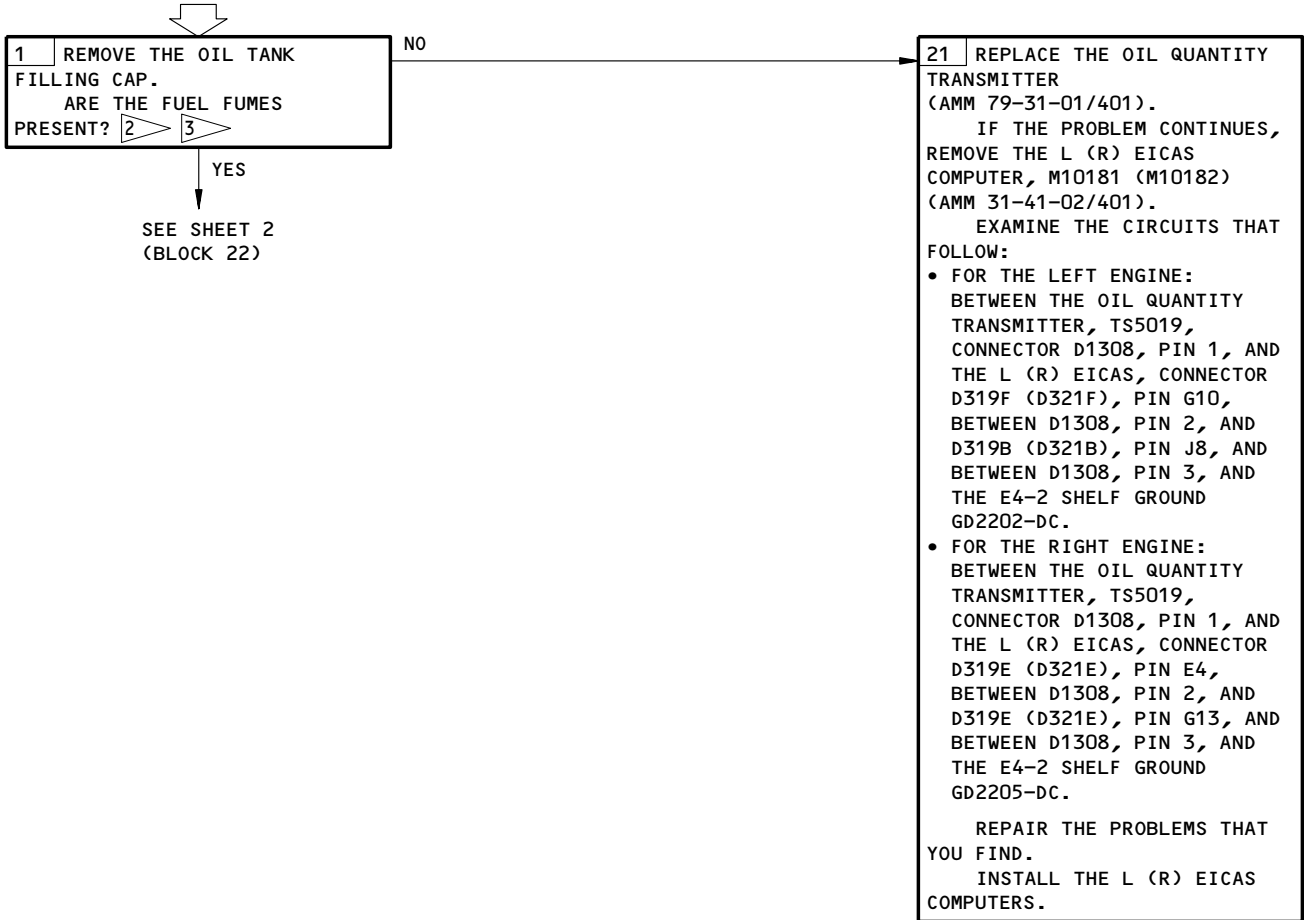 1 REMOVE THE OIL TANK
FILLING CAP.
ARE THE FUEL FUMES
PRESENT? 2 3
NO
YES
SEE SHEET 2
(BLOCK 22)
21 REPLACE THE OIL QUANTITY
TRANSMITTER
(AMM 79-31-01/401).
IF THE PROBLEM CONTINUES,
REMOVE THE L (R) EICAS
COMPUTER, M10181 (M10182)
(AMM 31-41-02/401).
EXAMINE THE CIRCUITS THAT
FOLLOW:
• FOR THE LEFT ENGINE:
BETWEEN THE OIL QUANTITY
TRANSMITTER, TS5019,
CONNECTOR D1308, PIN 1, AND
THE L (R) EICAS, CONNECTOR
D319F (D321F), PIN G10,
BETWEEN D1308, PIN 2, AND
D319B (D321B), PIN J8, AND
BETWEEN D1308, PIN 3, AND
THE E4-2 SHELF GROUND
GD2202-DC.
• FOR THE RIGHT ENGINE:
BETWEEN THE OIL QUANTITY
TRANSMITTER, TS5019,
CONNECTOR D1308, PIN 1, AND
THE L (R) EICAS, CONNECTOR
D319E (D321E), PIN E4,
BETWEEN D1308, PIN 2, AND
D319E (D321E), PIN G13, AND
BETWEEN D1308, PIN 3, AND
THE E4-2 SHELF GROUND
GD2205-DC.
REPAIR THE PROBLEMS THAT
YOU FIND.
INSTALL THE L (R) EICAS
COMPUTERS.